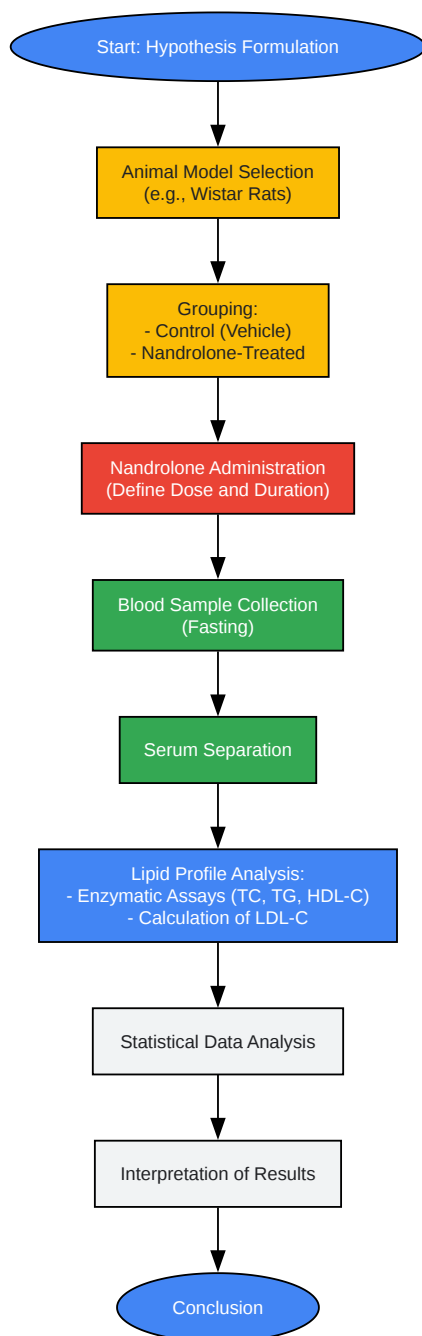 Start: Hypothesis Formulation
Animal Model Selection
(e.g., Wistar Rats)
Grouping:
- Control (Vehicle)
- Nandrolone-Treated
Nandrolone Administration
(Define Dose and Duration)
Blood Sample Collection
(Fasting)
Serum Separation
Lipid Profile Analysis:
- Enzymatic Assays (TC, TG, HDL-C)
- Calculation of LDL-C
Statistical Data Analysis
Interpretation of Results
Conclusion